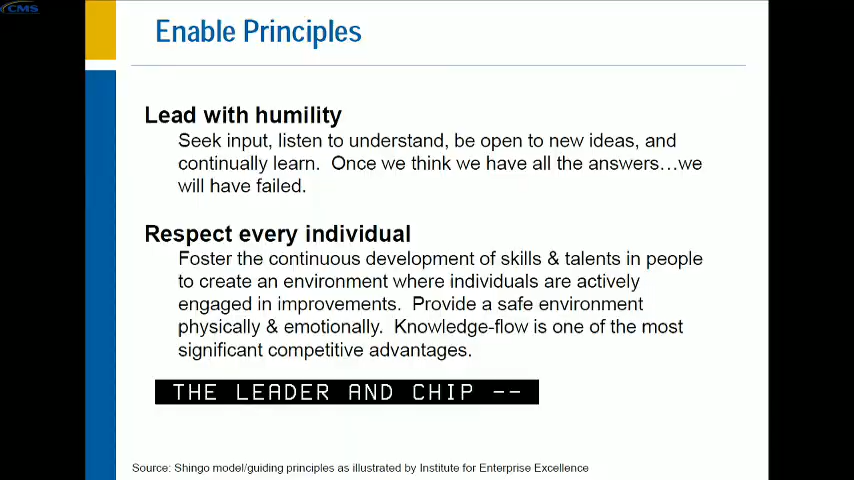 CMS
Enable Principles
Lead with humility
Seek input, listen to understand, be open to new ideas, and
continually learn.  Once we think we have all the answers…we
will have failed.
Respect every individual
Foster the continuous development of skills & talents in people
to create an environment where individuals are actively
engaged in improvements.  Provide a safe environment
physically & emotionally.  Knowledge-flow is one of the most
significant competitive advantages.
THE LEADER AND CHIP --
Source: Shingo model/guiding principles as illustrated by Institute for Enterprise Excellence